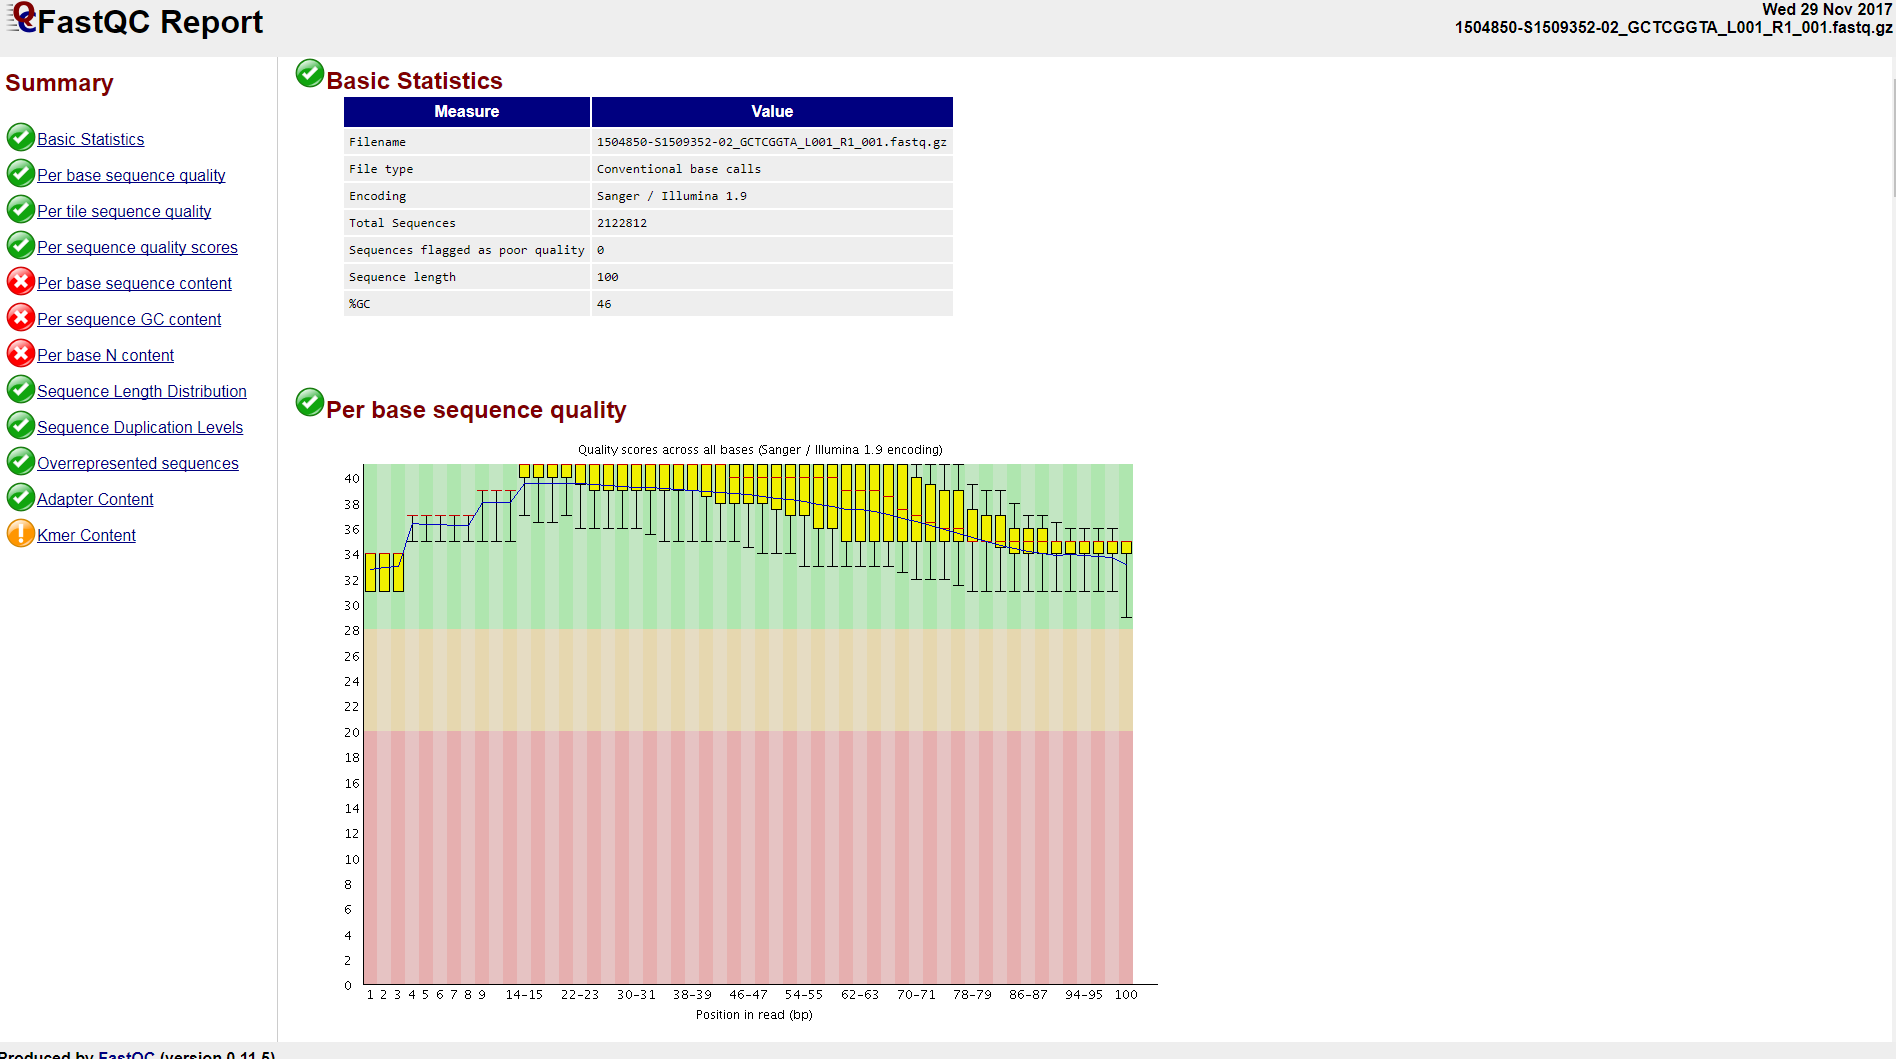 FastQC Report
Wed 29 Nov 2017
1504850-S1509352-02_GCTCGGTA_L001_R1_001.fastq.gz
Summary
Basic Statistics
Per base sequence quality
Per tile sequence quality
Per sequence quality scores
Per base sequence content
Per sequence GC content
Per base N content
Sequence Length Distribution
Sequence Duplication Levels
Overrepresented sequences
Adapter Content
Kmer Content
Basic Statistics
Measure Value
Filename 1504850-S1509352-02_GCTCGGTA_L001_R1_001.fastq.gz
File type Conventional base calls
Encoding Sanger / Illumina 1.9
Total Sequences 2122812
Sequences flagged as poor quality 0
Sequence length 100
%GC 46
Per base sequence quality
Quality scores across all bases (Sanger / Illumina 1.9 encoding)
40
38
36
34
32
30
28
26
24
22
20
18
16
14
12
10
8
6
4
2
0
1 2 3 4 5 6 7 8 9 14-15 22-23 30-31 38-39 46-47 54-55 62-63 70-71 78-79 86-87 94-95 100
Position in read (bp)
Produced by FastQC (version 0.11.5)